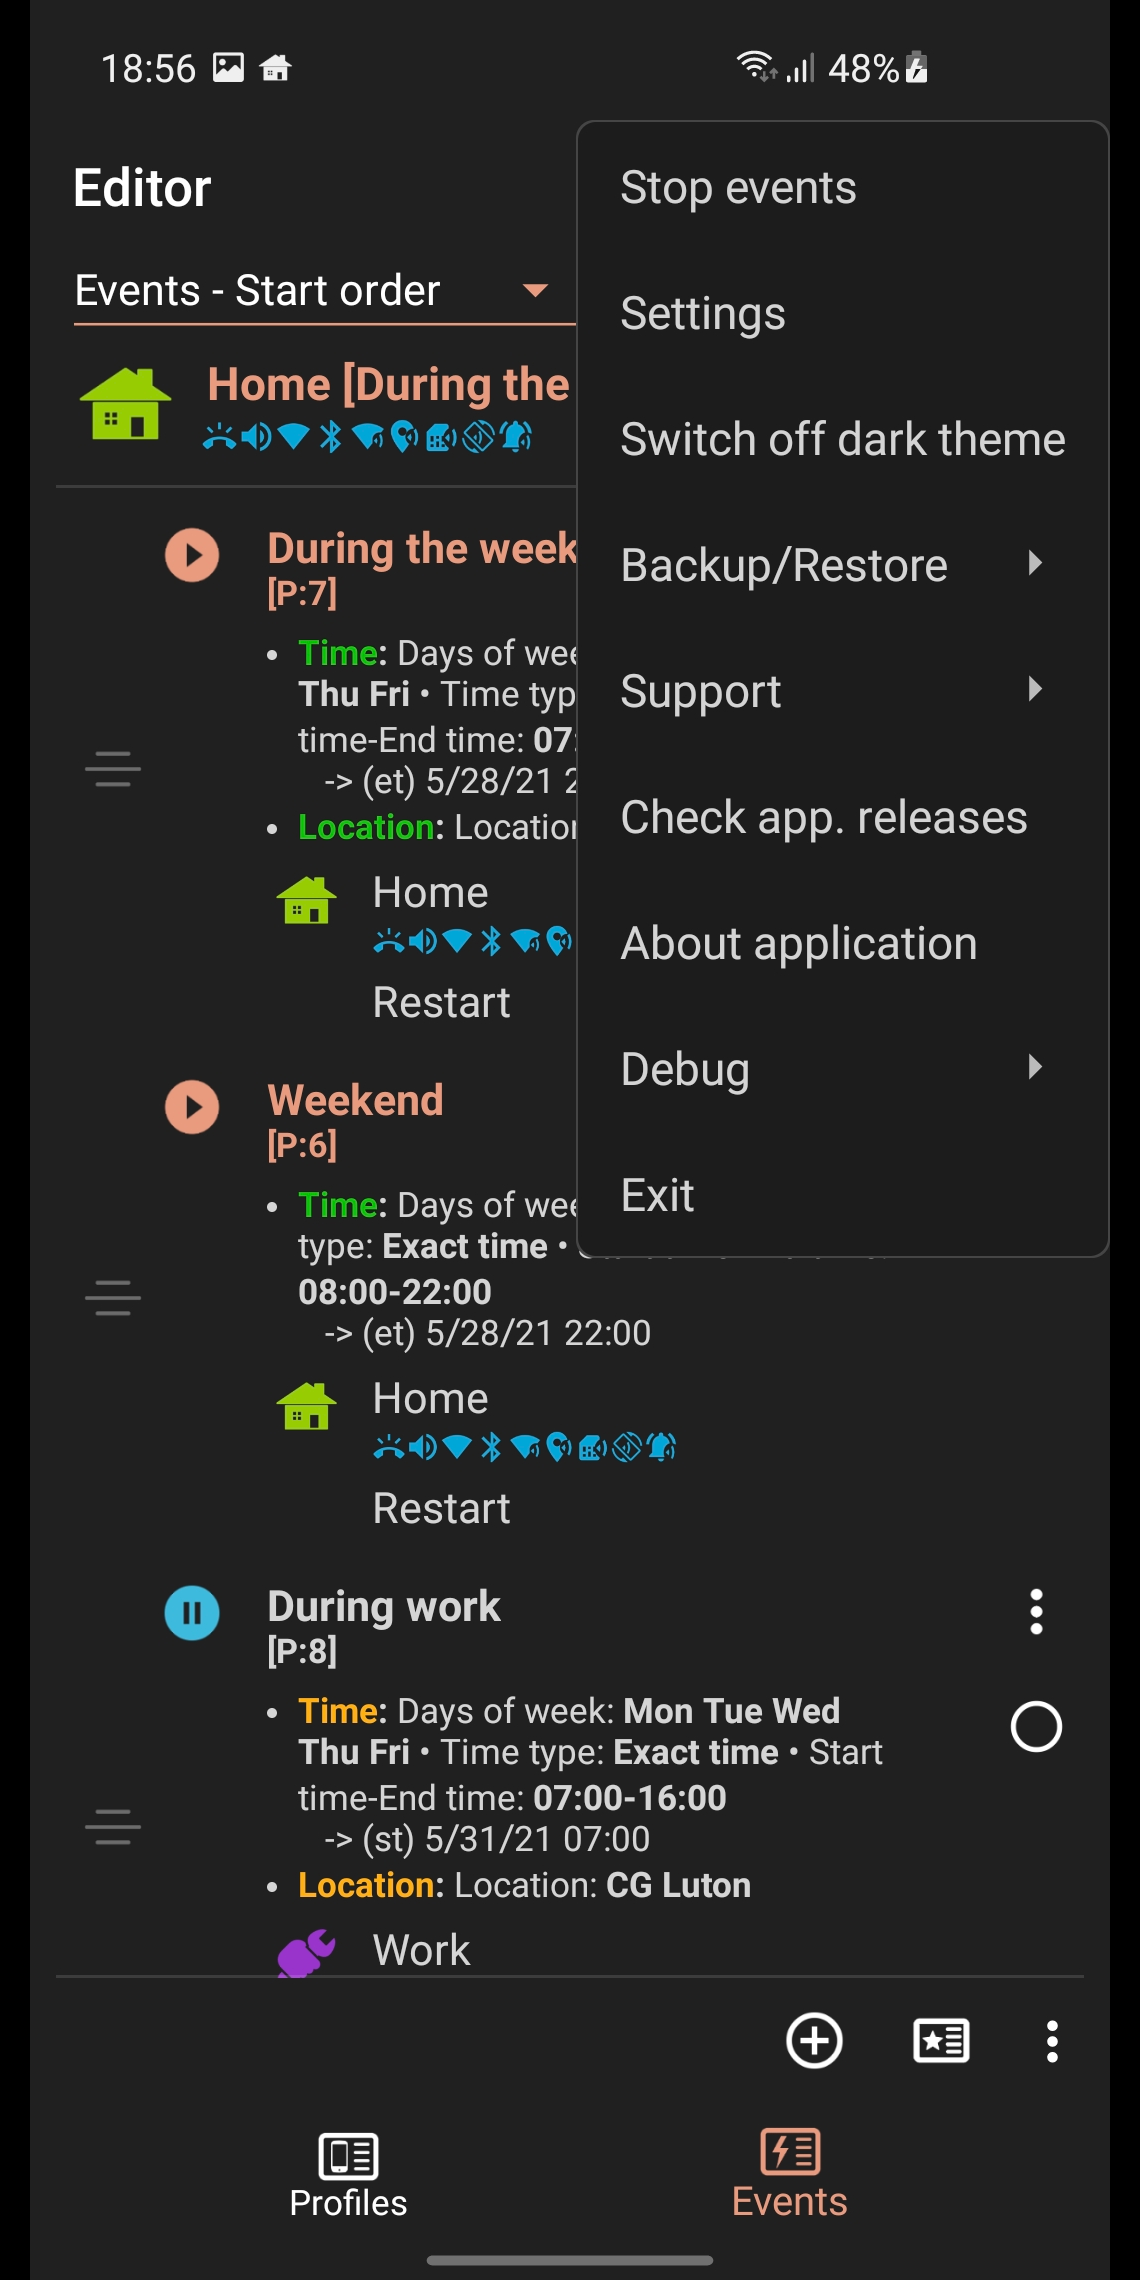 18:56
48%
Editor
Events - Start order
Home [During the
During the week
[P:7]
• Time: Days of wee
Thu Fri • Time typ
time-End time: 07:
-> (et) 5/28/21 2
• Location: Location
Home
Restart
Weekend
[P:6]
• Time: Days of wee
type: Exact time •
08:00-22:00
-> (et) 5/28/21 22:00
Home
Restart
During work
[P:8]
• Time: Days of week: Mon Tue Wed
Thu Fri • Time type: Exact time • Start
time-End time: 07:00-16:00
-> (st) 5/31/21 07:00
• Location: Location: CG Luton
Work
Stop events
Settings
Switch off dark theme
Backup/Restore
Support
Check app. releases
About application
Debug
Exit
Profiles
Events